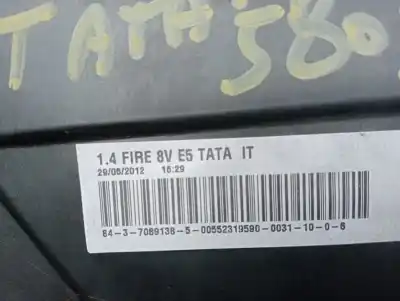 TATA 580
1.4 FIRE 8V E5 TATA IT
29/06/2012 16:29
84-3-7089138-5-00552319590-0031-10-0-6